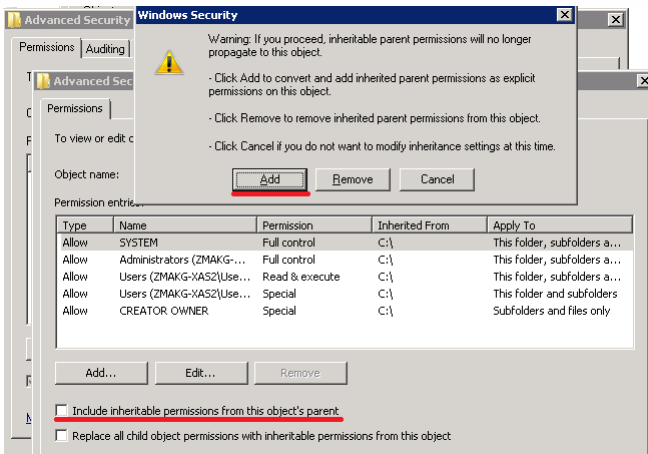 Advanced Security
Windows Security
Permissions
Auditing
Warning: If you proceed, inheritable parent permissions will no longer
propagate to this object.
- Click Add to convert and add inherited parent permissions as explicit
permissions on this object.
- Click Remove to remove inherited parent permissions from this object.
- Click Cancel if you do not want to modify inheritance settings at this time.
Add Remove Cancel
Advanced Sec
Permissions
To view or edit
Object name:
Permission entries:
Type Name Permission Inherited From Apply To
Allow SYSTEM Full control C:\ This folder, subfolders a...
Allow Administrators (ZMAKG-... Full control C:\ This folder, subfolders a...
Allow Users (ZMAKG-XAS2\Use... Read & execute C:\ This folder, subfolders a...
Allow Users (ZMAKG-XAS2\Use... Special C:\ This folder and subfolders
Allow CREATOR OWNER Special C:\ Subfolders and files only
Add... Edit... Remove
Include inheritable permissions from this object's parent
Replace all child object permissions with inheritable permissions from this object